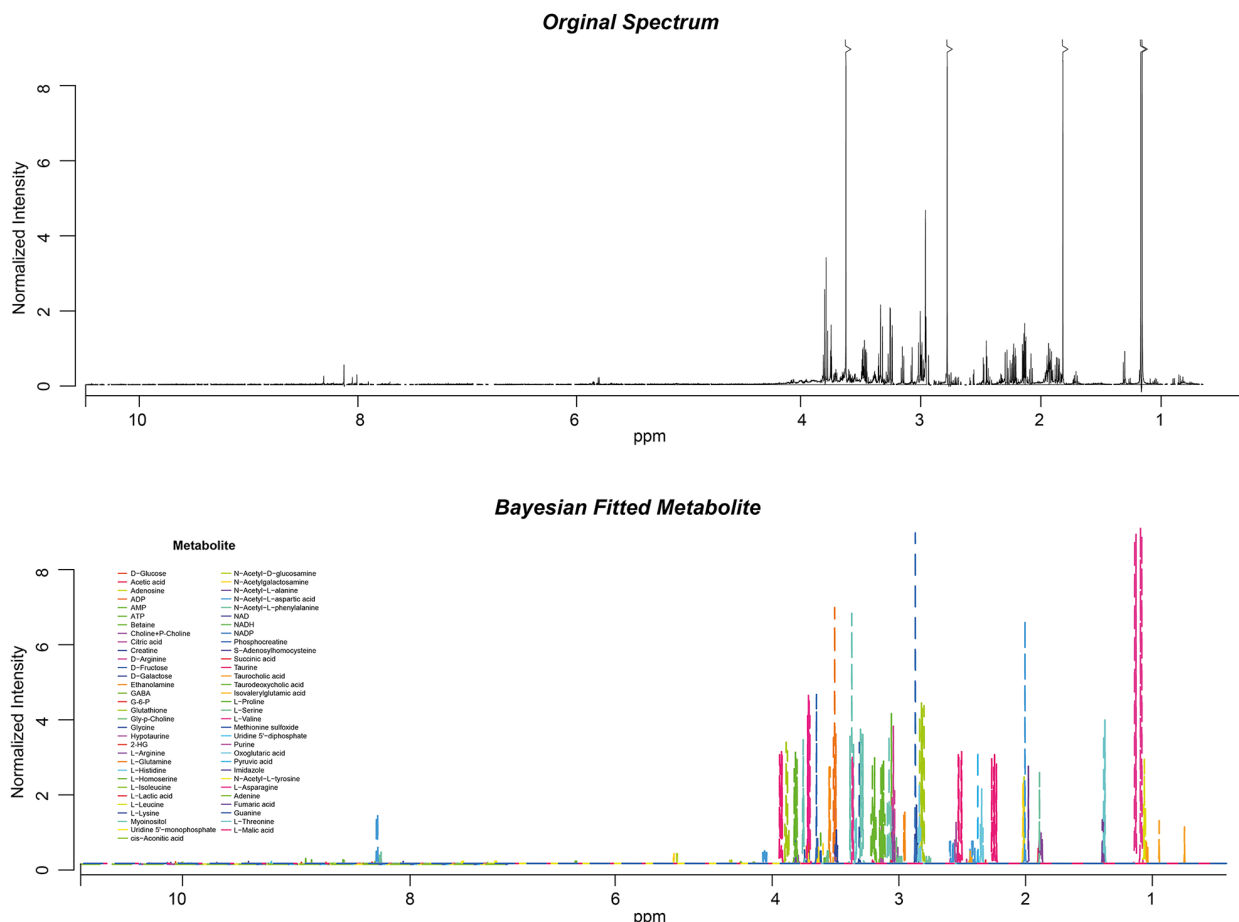 Orginal Spectrum
8
6
4
2
0
Normalized Intensity
10 8 6 4 3 2 1
ppm
Bayesian Fitted Metabolite
Metabolite
D−Glucose N−Acetyl−D−glucosamine
Acetic acid N−Acetylgalactosamine
Adenosine N−Acetyl−L−alanine
ADP N−Acetyl−L−aspartic acid
AMP N−Acetyl−L−phenylalanine
ATP NAD
Betaine NADH
Choline+P−Choline NADP
Citric acid Phosphocreatine
Creatine S−Adenosylhomocysteine
D−Arginine Succinic acid
D−Fructose Taurine
D−Galactose Taurocholic acid
Ethanolamine Taurodeoxycholic acid
GABA Isovalerylglutamic acid
G−6−P L−Proline
Glutathione L−Serine
Gly−p−Choline L−Valine
Glycine Methionine sulfoxide
Hypotaurine Uridine 5'−diphosphate
2−HG Purine
L−Arginine Oxoglutaric acid
L−Glutamine Pyruvic acid
L−Histidine Fumaric acid
L−Homoserine Imidazole
L−Isoleucine N−Acetyl−L−tyrosine
L−Lactic acid L−Asparagine
L−Leucine Adenine
L−Lysine Guanine
Myoinositol L−Threonine
Uridine 5'−monophosphate L−Malic acid
cis−Aconitic acid
8
6
4
2
0
Normalized Intensity
10 8 6 4 3 2 1
ppm